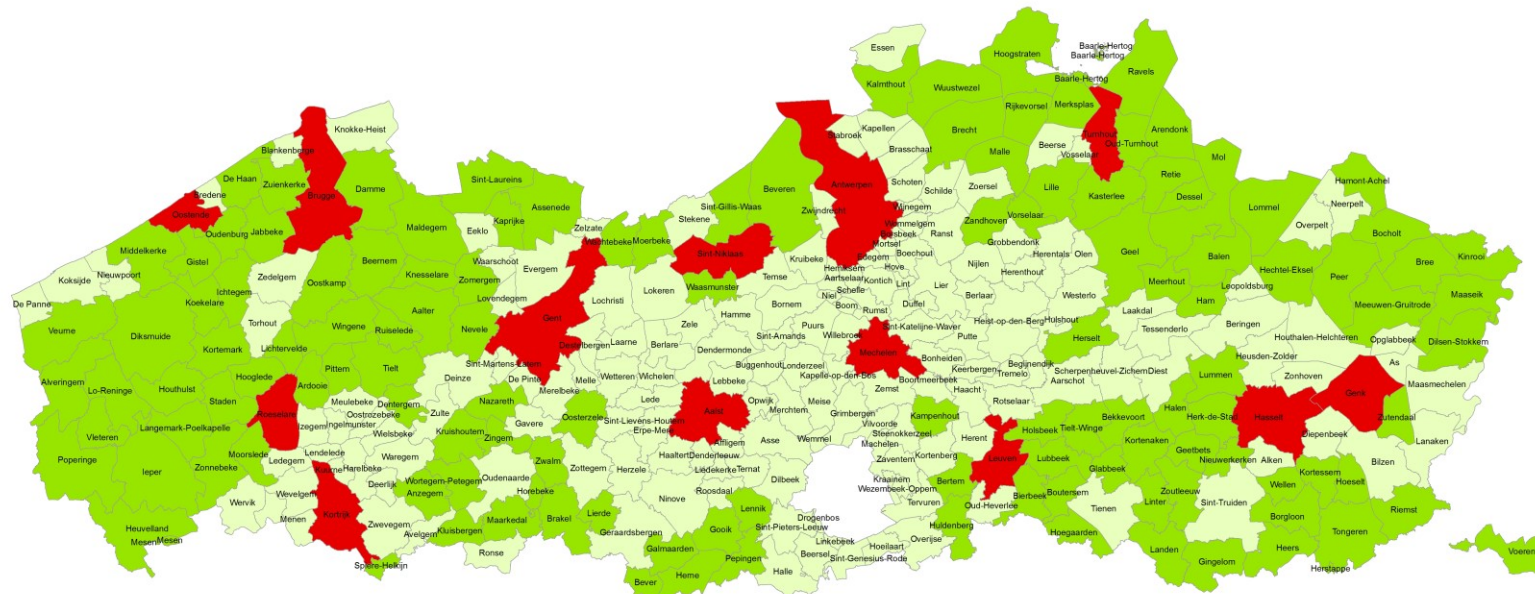 Essen
Hoogstraten
Baarle-Hertog
Baarle-Hertog
Baarle-Hertog
Ravels
Kalmthout
Wuustwezel
Rijkevorsel
Merksplas
Knokke-Heist
Stabroek
Kapellen
Brasschaat
Brecht
Malle
Beerse
Turnhout
Vosselaar
Oud-Turnhout
Arendonk
Blankenberge
De Haan
Zuienkerke
Brugge
Damme
Sint-Laureins
Bredene
Oostende
Oudenburg
Jabbeke
Maldegem
Kaprijke
Assenede
Beveren
Antwerpen
Schoten
Schilde
Zoersel
Lille
Kasterlee
Retie
Mol
Dessel
Lommel
Hamont-Achel
Neerpelt
Overpelt
Sint-Gillis-Waas
Stekene
Zwijndrecht
Wijnegem
Wommelgem
Borsbeek
Mortsel
Ranst
Zandhoven
Vorselaar
Middelkerke
Gistel
Eeklo
Zelzate
Wachtebeke
Moerbeke
Sint-Niklaas
Kruibeke
Edegem
Boechout
Hove
Grobbendonk
Herentals
Olen
Geel
Balen
Hechtel-Eksel
Peer
Bocholt
Bree
Kinrooi
Koksijde
Nieuwpoort
Zedelgem
Beernem
Knesselare
Waarschoot
Evergem
Zomergem
Hemiksem
Aartselaar
Kontich
Lint
Nijlen
Herenthout
De Panne
Koekelare
Ichtegem
Oostkamp
Lovendegem
Lochristi
Lokeren
Waasmunster
Temse
Schelle
Niel
Boom
Rumst
Duffel
Lier
Berlaar
Westerlo
Meerhout
Ham
Leopoldsburg
Meeuwen-Gruitrode
Maaseik
Veurne
Diksmuide
Torhout
Aalter
Wingene
Ruiselede
Nevele
Gent
Hamme
Bornem
Puurs
Willebroek
Sint-Katelijne-Waver
Putte
Heist-op-den-Berg
Hulshout
Herselt
Laakdal
Tessenderlo
Beringen
Houthalen-Helchteren
Opglabbeek
Dilsen-Stokkem
Kortemark
Lichtervelde
Destelbergen
Laarne
Berlare
Zele
Sint-Amands
Dendermonde
Mechelen
Bonheiden
Alveringem
Lo-Reninge
Houthulst
Hooglede
Ardooie
Pittem
Tielt
Sint-Martens-Latem
Deinze
De Pinte
Merelbeke
Melle
Wetteren
Wichelen
Buggenhout
Londerzeel
Kapelle-op-den-Bos
Boortmeerbeek
Keerbergen
Tremelo
Begijnendijk
Scherpenheuvel-Zichem
Aarschot
Diest
Lummen
Heusden-Zolder
Zonhoven
As
Genk
Maasmechelen
Staden
Roeselare
Meulebeke
Oostrozebeke
Dentergem
Zulte
Nazareth
Lebbeke
Lede
Aalst
Opwijk
Merchtem
Meise
Zemst
Haacht
Rotselaar
Halen
Herk-de-Stad
Hasselt
Zutendaal
Langemark-Poelkapelle
Izegem
Ingelmunster
Kruishoutem
Gavere
Oosterzele
Sint-Lievens-Houtem
Erpe-Mere
Grimbergen
Vilvoorde
Kampenhout
Holsbeek
Tielt-Winge
Bekkevoort
Kortenaken
Vleteren
Moorslede
Wielsbeke
Zingem
Affligem
Asse
Wemmel
Steenokkerzeel
Machelen
Herent
Leuven
Lubbeek
Geetbets
Nieuwerkerken
Diepenbeek
Alken
Bilzen
Lanaken
Poperinge
Ieper
Zonnebeke
Ledegem
Lendelede
Kuurne
Harelbeke
Waregem
Zwalm
Zottegem
Herzele
Haaltert
Denderleeuw
Liedekerke
Ternat
Dilbeek
Zaventem
Kortenberg
Kraainem
Wezembeek-Oppem
Bertem
Glabbeek
Kortessem
Hoeselt
Wervik
Wevelgem
Deerlijk
Wortegem-Petegem
Anzegem
Oudenaarde
Horebeke
Ninove
Roosdaal
Tervuren
Bierbeek
Boutersem
Linter
Zoutleeuw
Wellen
Menen
Kortrijk
Zwevegem
Avelgem
Kluisbergen
Maarkedal
Brakel
Lierde
Geraardsbergen
Lennik
Gooik
Sint-Pieters-Leeuw
Drogenbos
Linkebeek
Oud-Heverlee
Huldenberg
Tienen
Sint-Truiden
Borgloon
Riemst
Heuvelland
Mesen
Mesen
Spiere-Helkijn
Ronse
Galmaarden
Herne
Pepingen
Bever
Halle
Beersel
Sint-Genesius-Rode
Hoeilaart
Overijse
Hoegaarden
Landen
Gingelom
Heers
Tongeren
Herstappe
Voeren